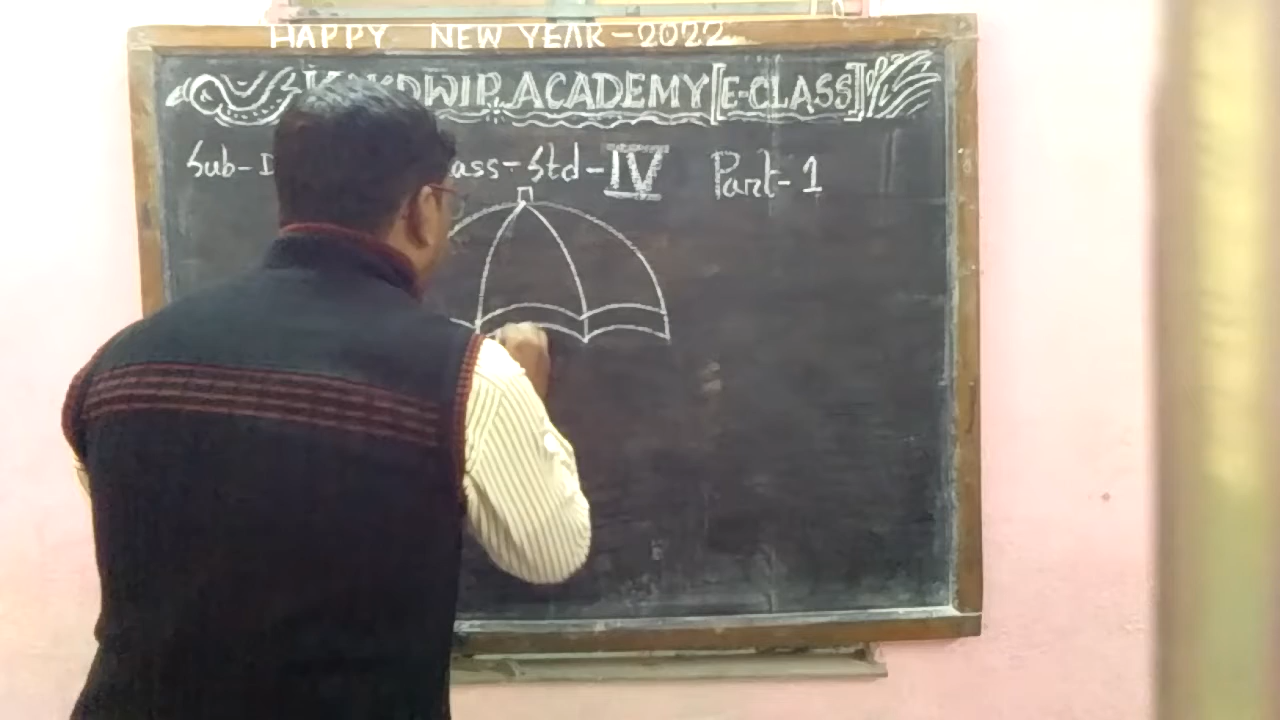 HAPPY NEW YEAR-2022
ACADEMY [E-CLASS]
Sub- Std-IV Part-1